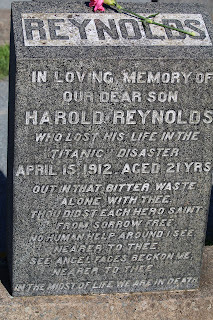 REYNOLDS
IN LOVING MEMORY OF
OUR DEAR SON
HAROLD REYNOLDS
WHO LOST HIS LIFE IN THE
"TITANIC" DISASTER
APRIL 15, 1912. AGED 21 YRS
OUT IN THAT BITTER WASTE
ALONE WITH THEE,
THOU DIDST EACH HERO SAINT
FROM SORROW FREE.
NO HUMAN HELP AROUND I SEE
NEARER TO THEE
SEE ANGEL FACES BECKON ME,
NEARER TO THEE.
IN THE MIDST OF LIFE WE ARE IN DEATH.